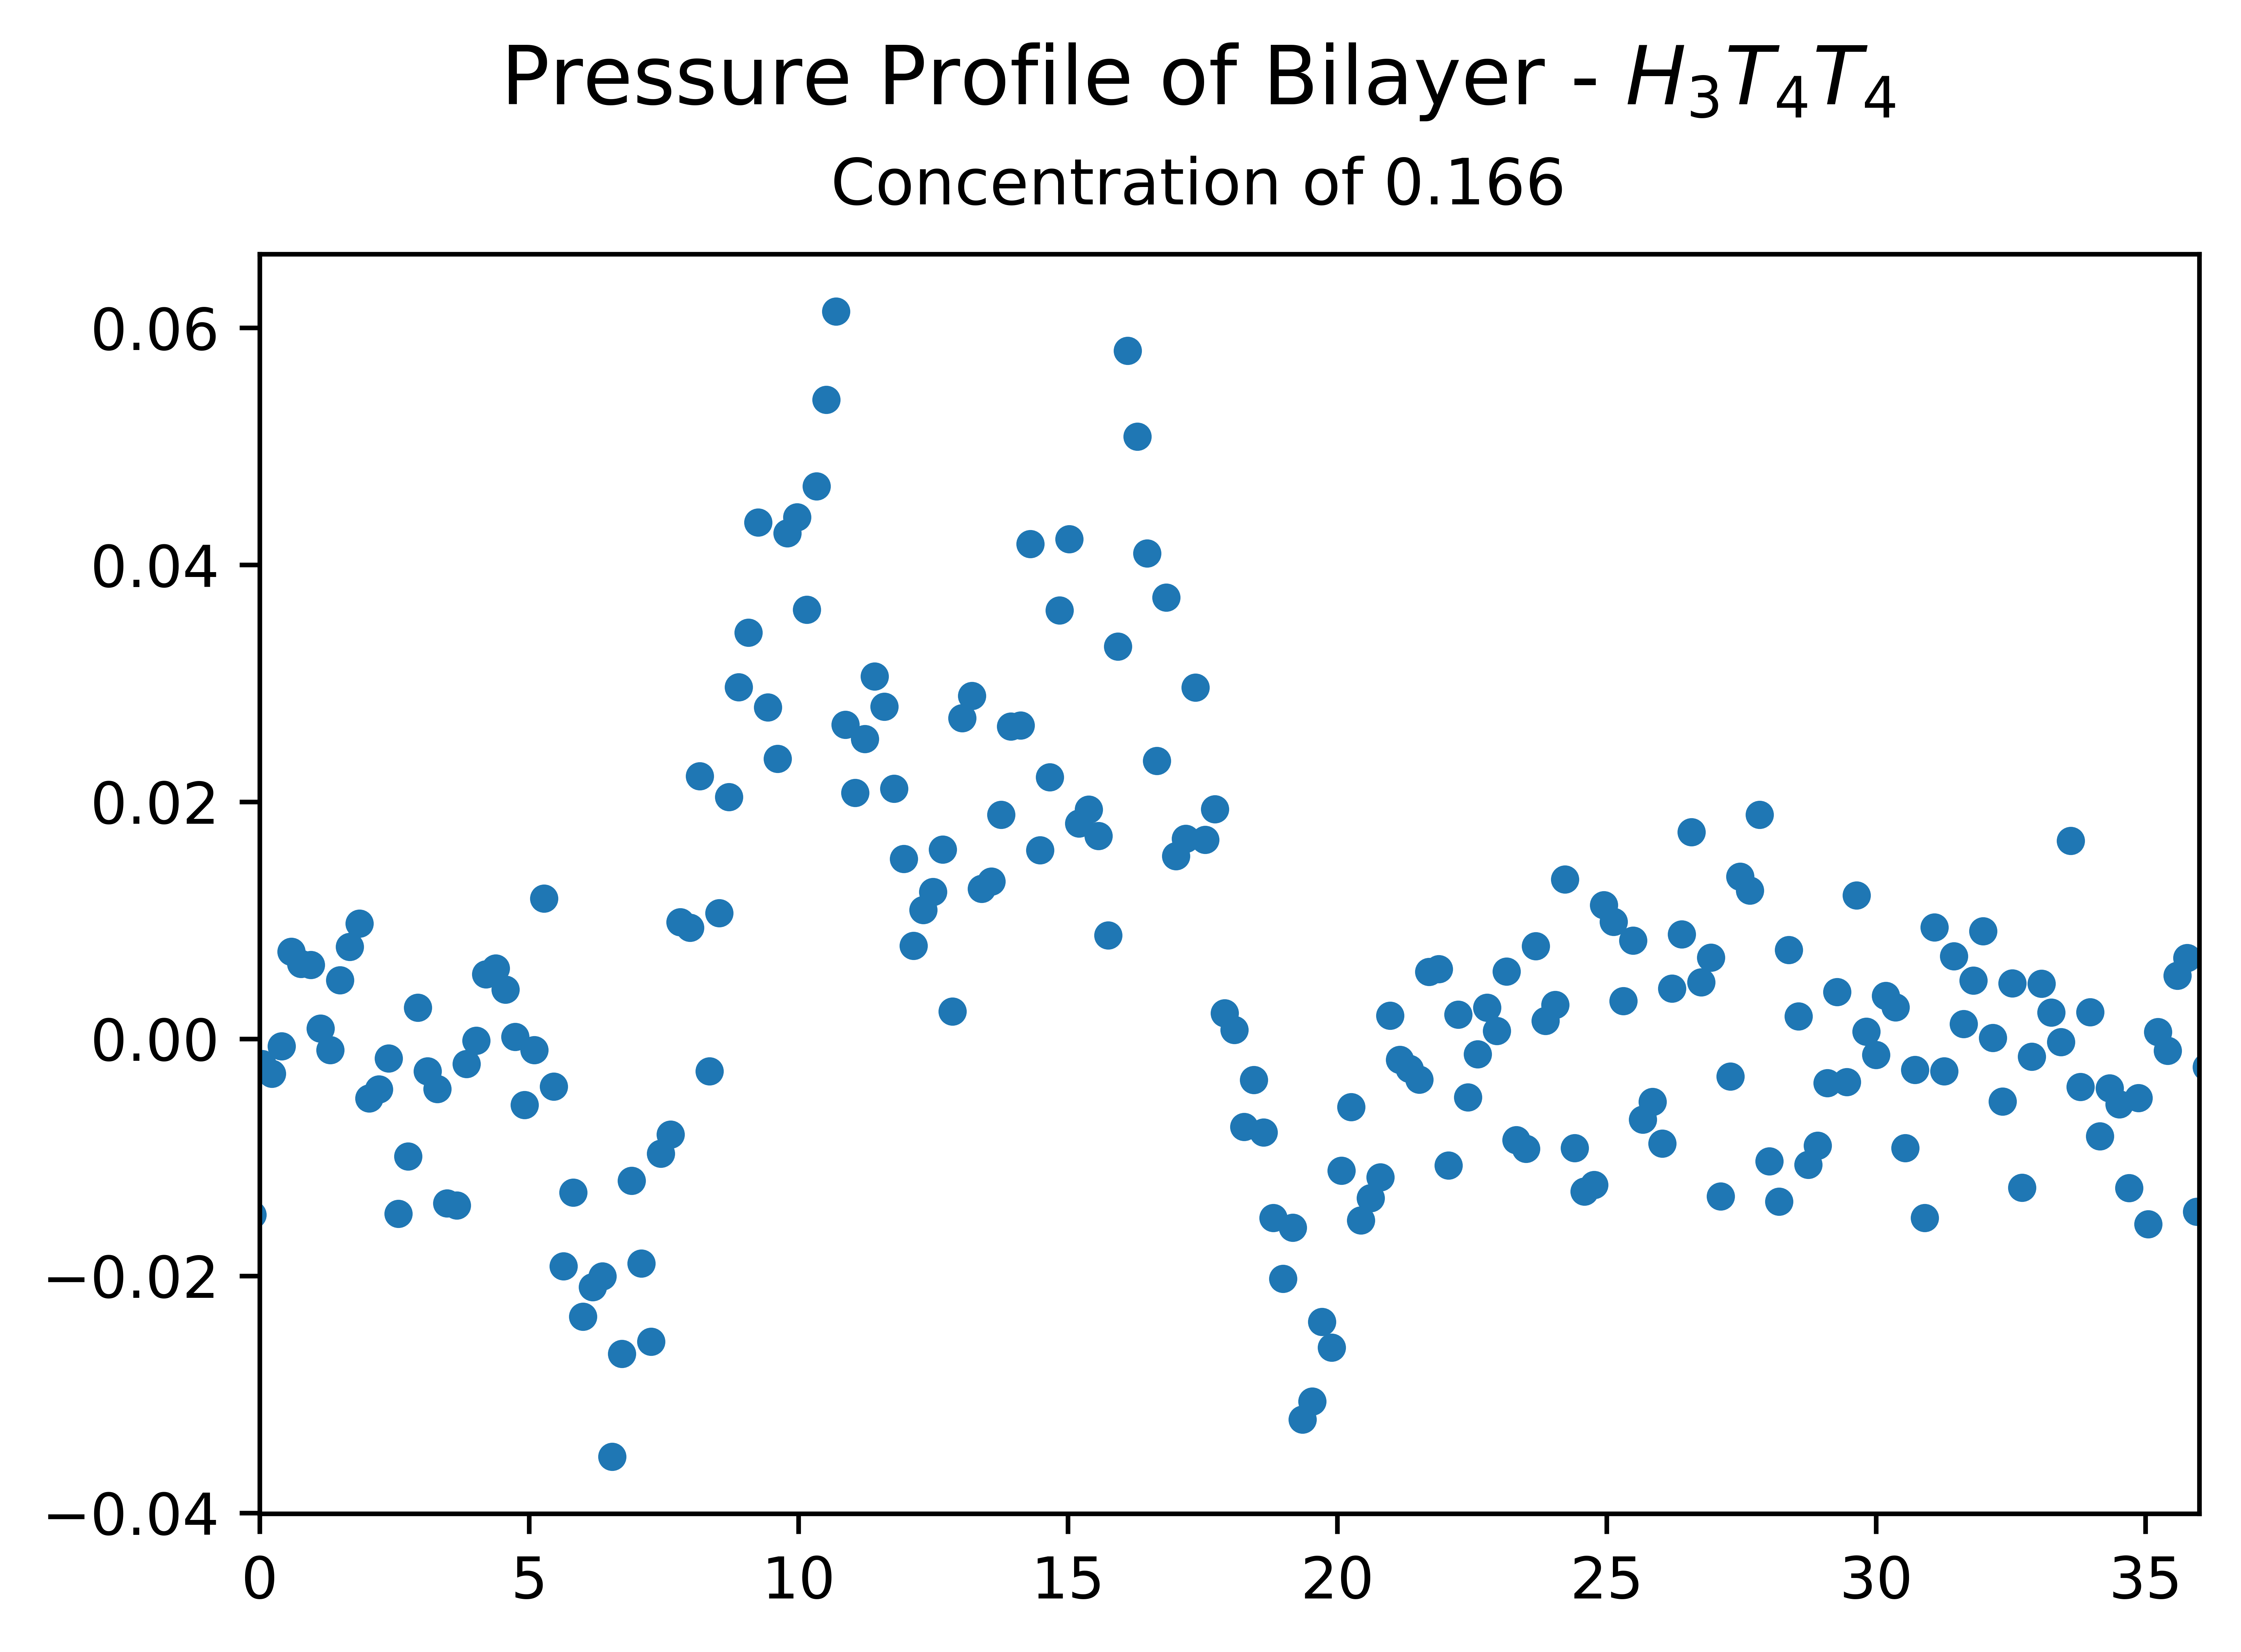 Pressure Profile of Bilayer - H₃T₄T₄
Concentration of 0.166
0.06
0.04
0.02
0.00
−0.02
−0.04
0 5 10 15 20 25 30 35